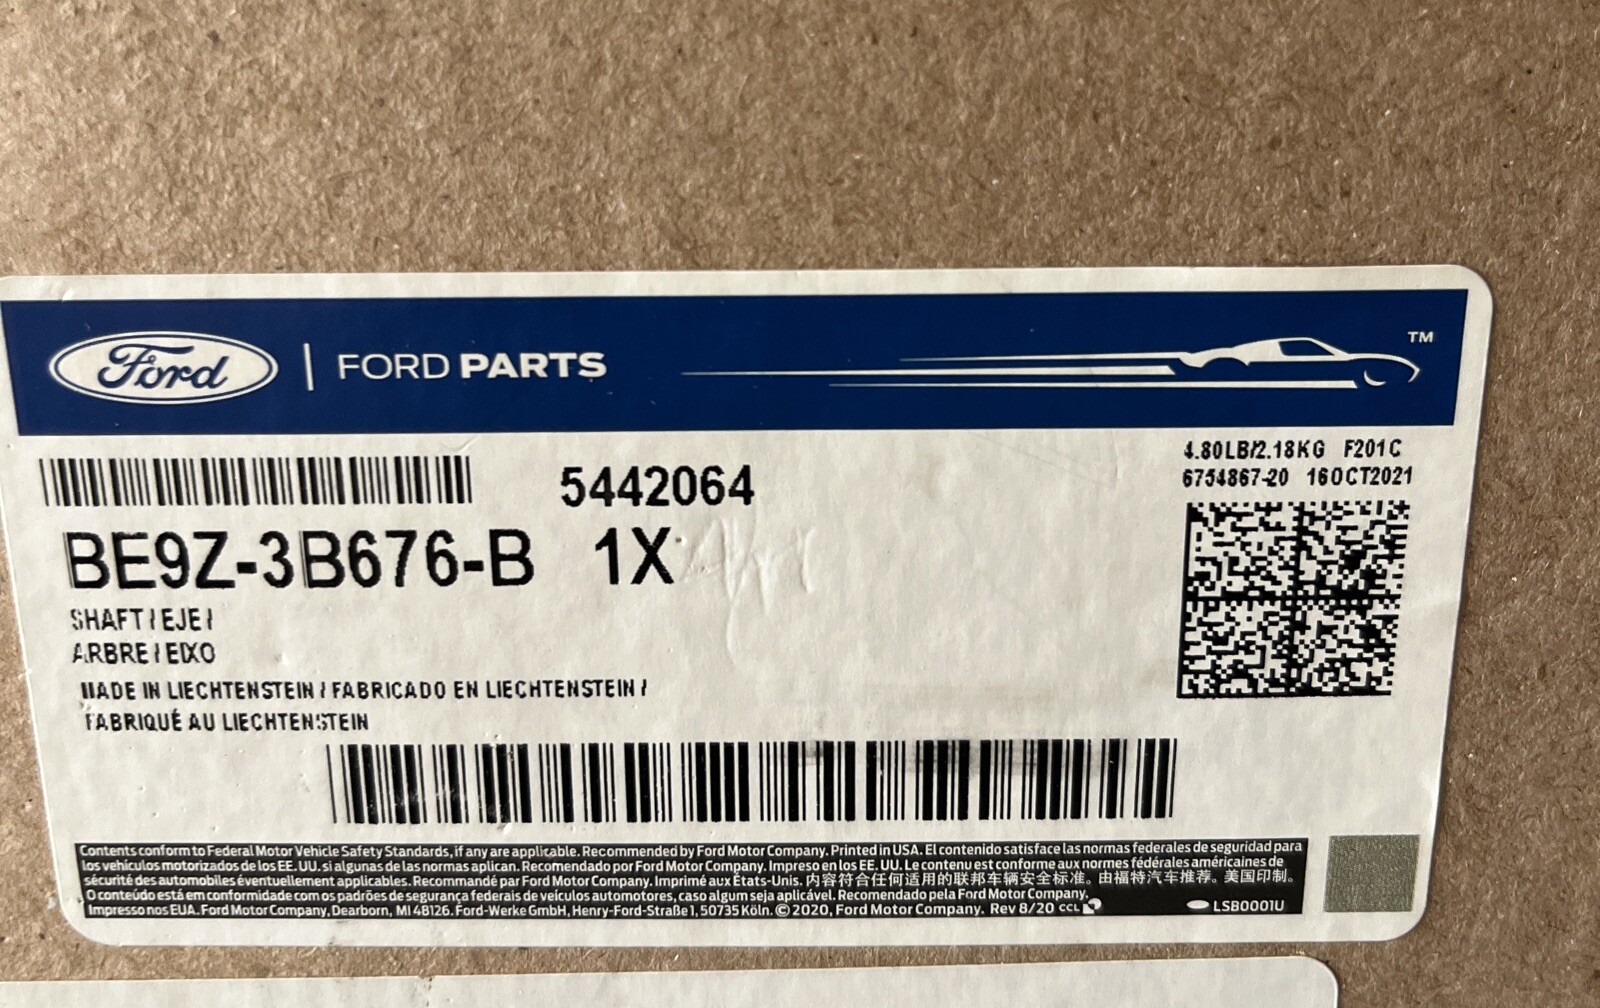 Ford | FORD PARTS
TM
4.80LB/2.18KG F201C
6754867-20 16OCT2021
5442064
BE9Z-3B676-B 1X
SHAFT / EJE /
ARBRE / EIXO
MADE IN LIECHTENSTEIN / FABRICADO EN LIECHTENSTEIN /
FABRIQUÉ AU LIECHTENSTEIN
Contents conform to Federal Motor Vehicle Safety Standards, if any are applicable. Recommended by Ford Motor Company. Printed in USA. El contenido satisface las normas federales de seguridad para
los vehículos motorizados de los EE. UU. si algunas de las normas aplican. Recomendado por Ford Motor Company. Impreso en los EE. UU. Le contenu est conforme aux normes fédérales américaines de
sécurité des automobiles éventuellement applicables. Recommandé par Ford Motor Company. Imprimé aux États-Unis. 内容符合任何适用的联邦车辆安全标准。由福特汽车推荐。美国印制。
O conteúdo está em conformidade com os padrões de segurança federais de veículos automotores, caso algum seja aplicável. Recomendado pela Ford Motor Company.
Impresso nos EUA. Ford Motor Company, Dearborn, MI 48126. Ford-Werke GmbH, Henry-Ford-Straße 1, 50735 Köln. © 2020, Ford Motor Company. Rev 8/20 CCL
LSB0001U